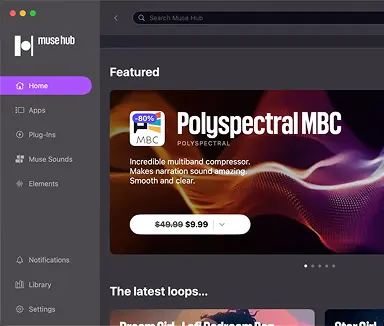 Search Muse Hub
muse hub
Featured
Home
-80%
MBC
Polyspectral MBC
POLYSPECTRAL
Apps
Plug-Ins
Muse Sounds
Elements
Incredible multiband compressor.
Makes narration sound amazing.
Smooth and clear.
$49.99 $9.99
Notifications
Library
Settings
The latest loops...